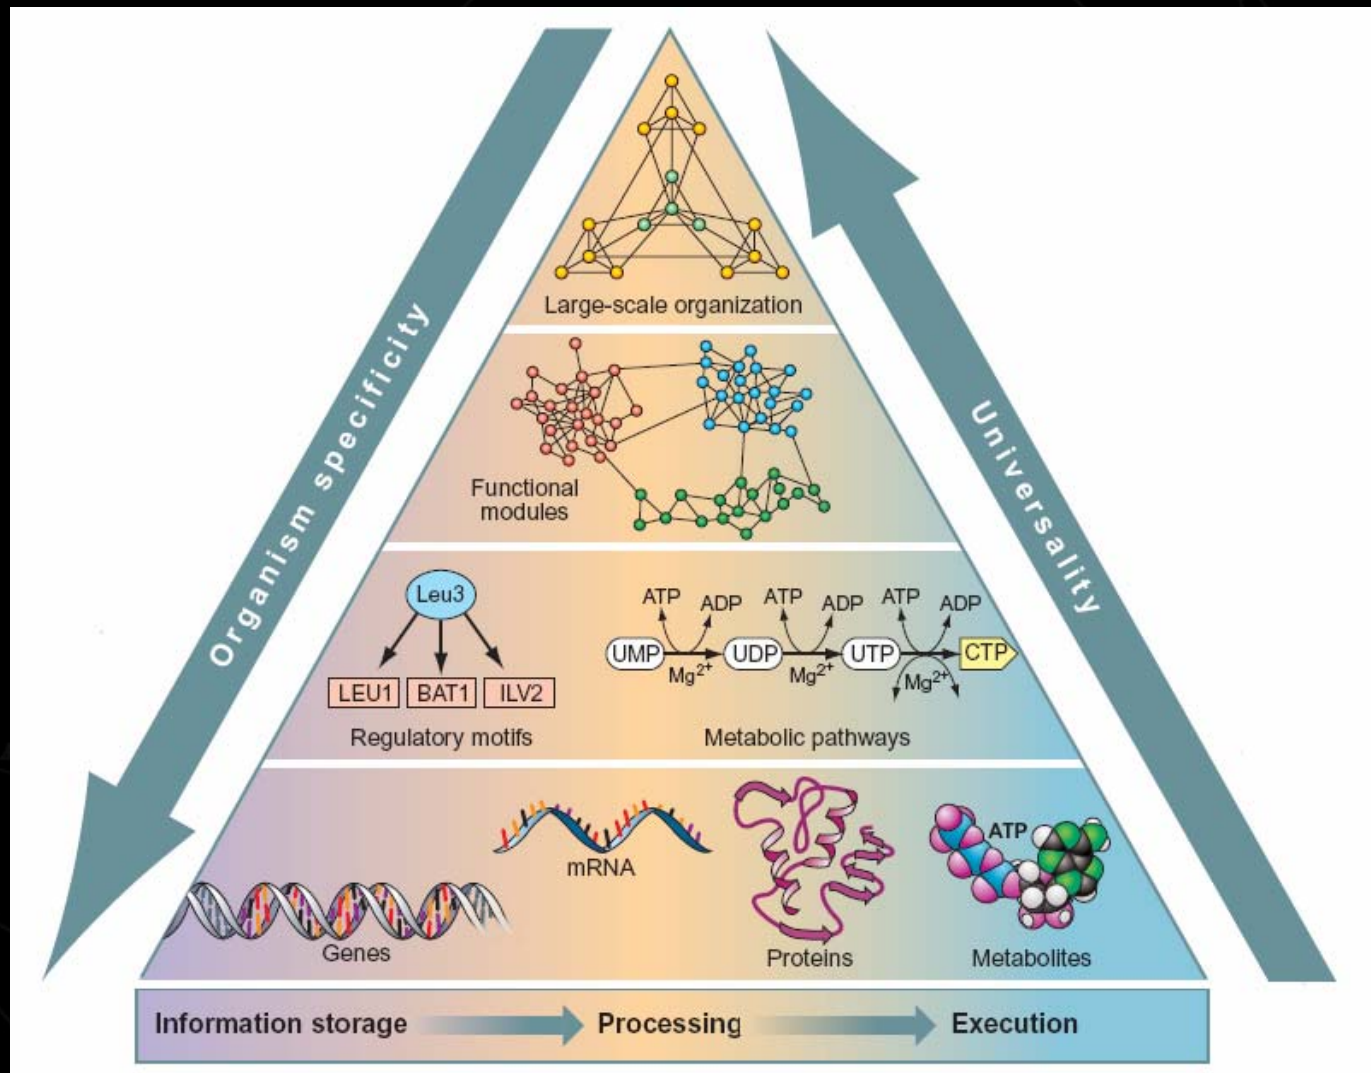 Organism specificity
Universality
Large-scale organization
Functional
modules
Leu3
LEU1 BAT1 ILV2
Regulatory motifs
ATP ADP ATP ADP ATP ADP
UMP UDP UTP CTP
Mg²⁺ Mg²⁺ Mg²⁺
Metabolic pathways
mRNA
ATP
Genes
Proteins
Metabolites
Information storage Processing Execution